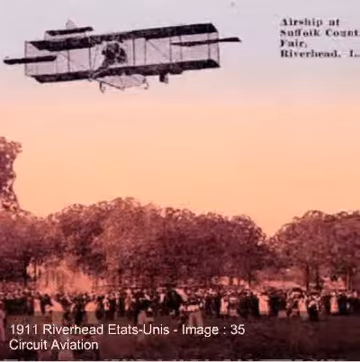 Airship at
Suffolk Count
Fair,
Riverhead, L.
1911 Riverhead Etats-Unis - Image : 35
Circuit Aviation